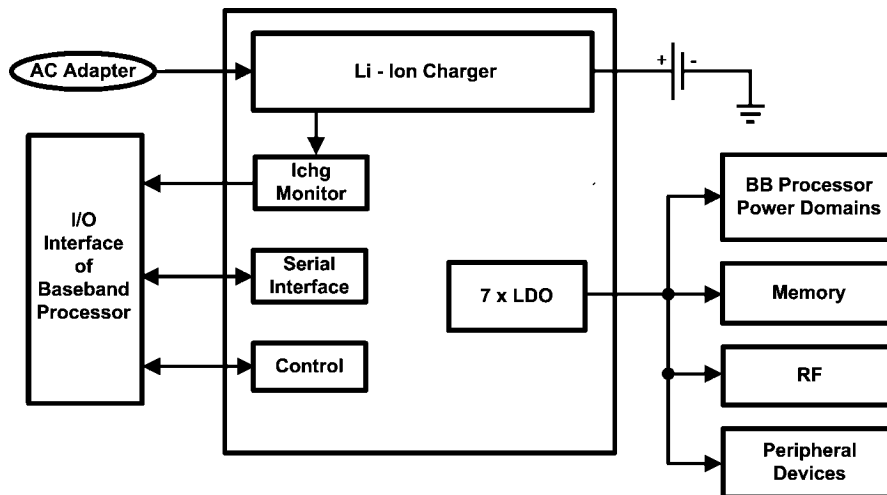 AC Adapter
Li - Ion Charger
+ -
Ichg
Monitor
I/O
Interface
of
Baseband
Processor
Serial
Interface
Control
7 x LDO
BB Processor
Power Domains
Memory
RF
Peripheral
Devices